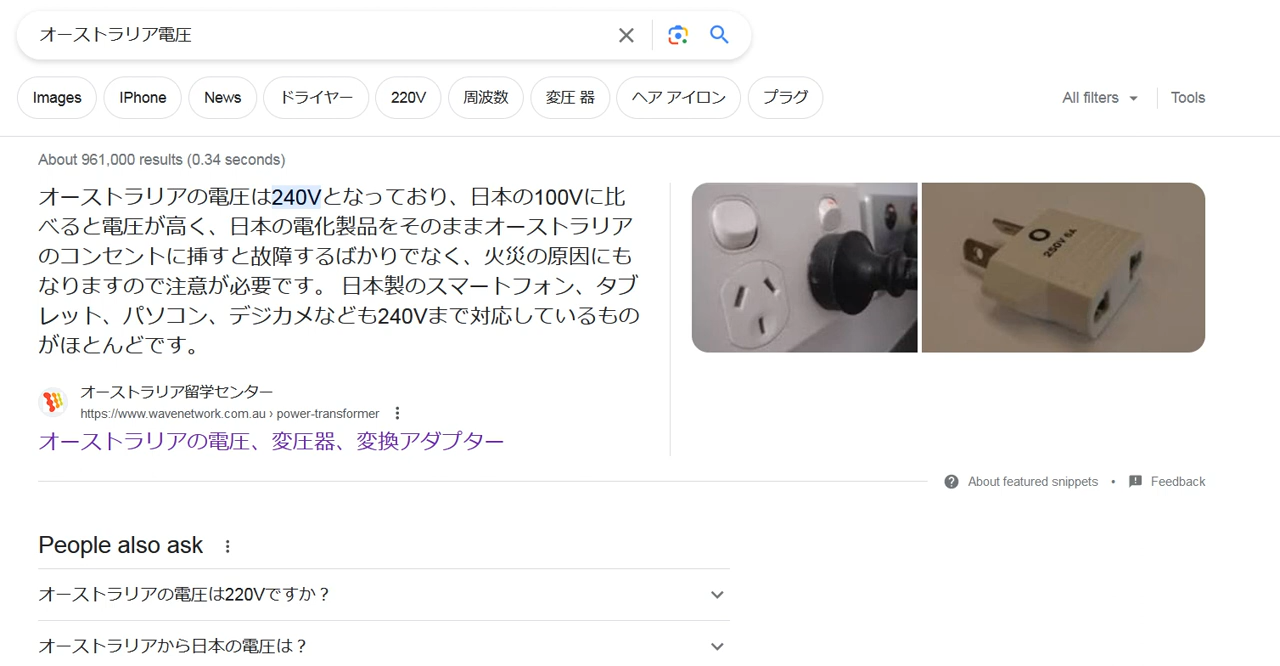 オーストラリア電圧
Images
IPhone
News
ドライヤー
220V
周波数
変圧 器
ヘア アイロン
プラグ
All filters
Tools
About 961,000 results (0.34 seconds)
オーストラリアの電圧は240Vとなっており、日本の100Vに比
べると電圧が高く、日本の電化製品をそのままオーストラリア
のコンセントに挿すと故障するばかりでなく、火災の原因にも
なりますので注意が必要です。 日本製のスマートフォン、タブ
レット、パソコン、デジカメなども240Vまで対応しているもの
がほとんどです。
250V 6A
オーストラリア留学センター
https://www.wavenetwork.com.au › power-transformer
オーストラリアの電圧、変圧器、変換アダプター
About featured snippets • Feedback
People also ask
オーストラリアの電圧は220Vですか？
オーストラリアから日本の電圧は？